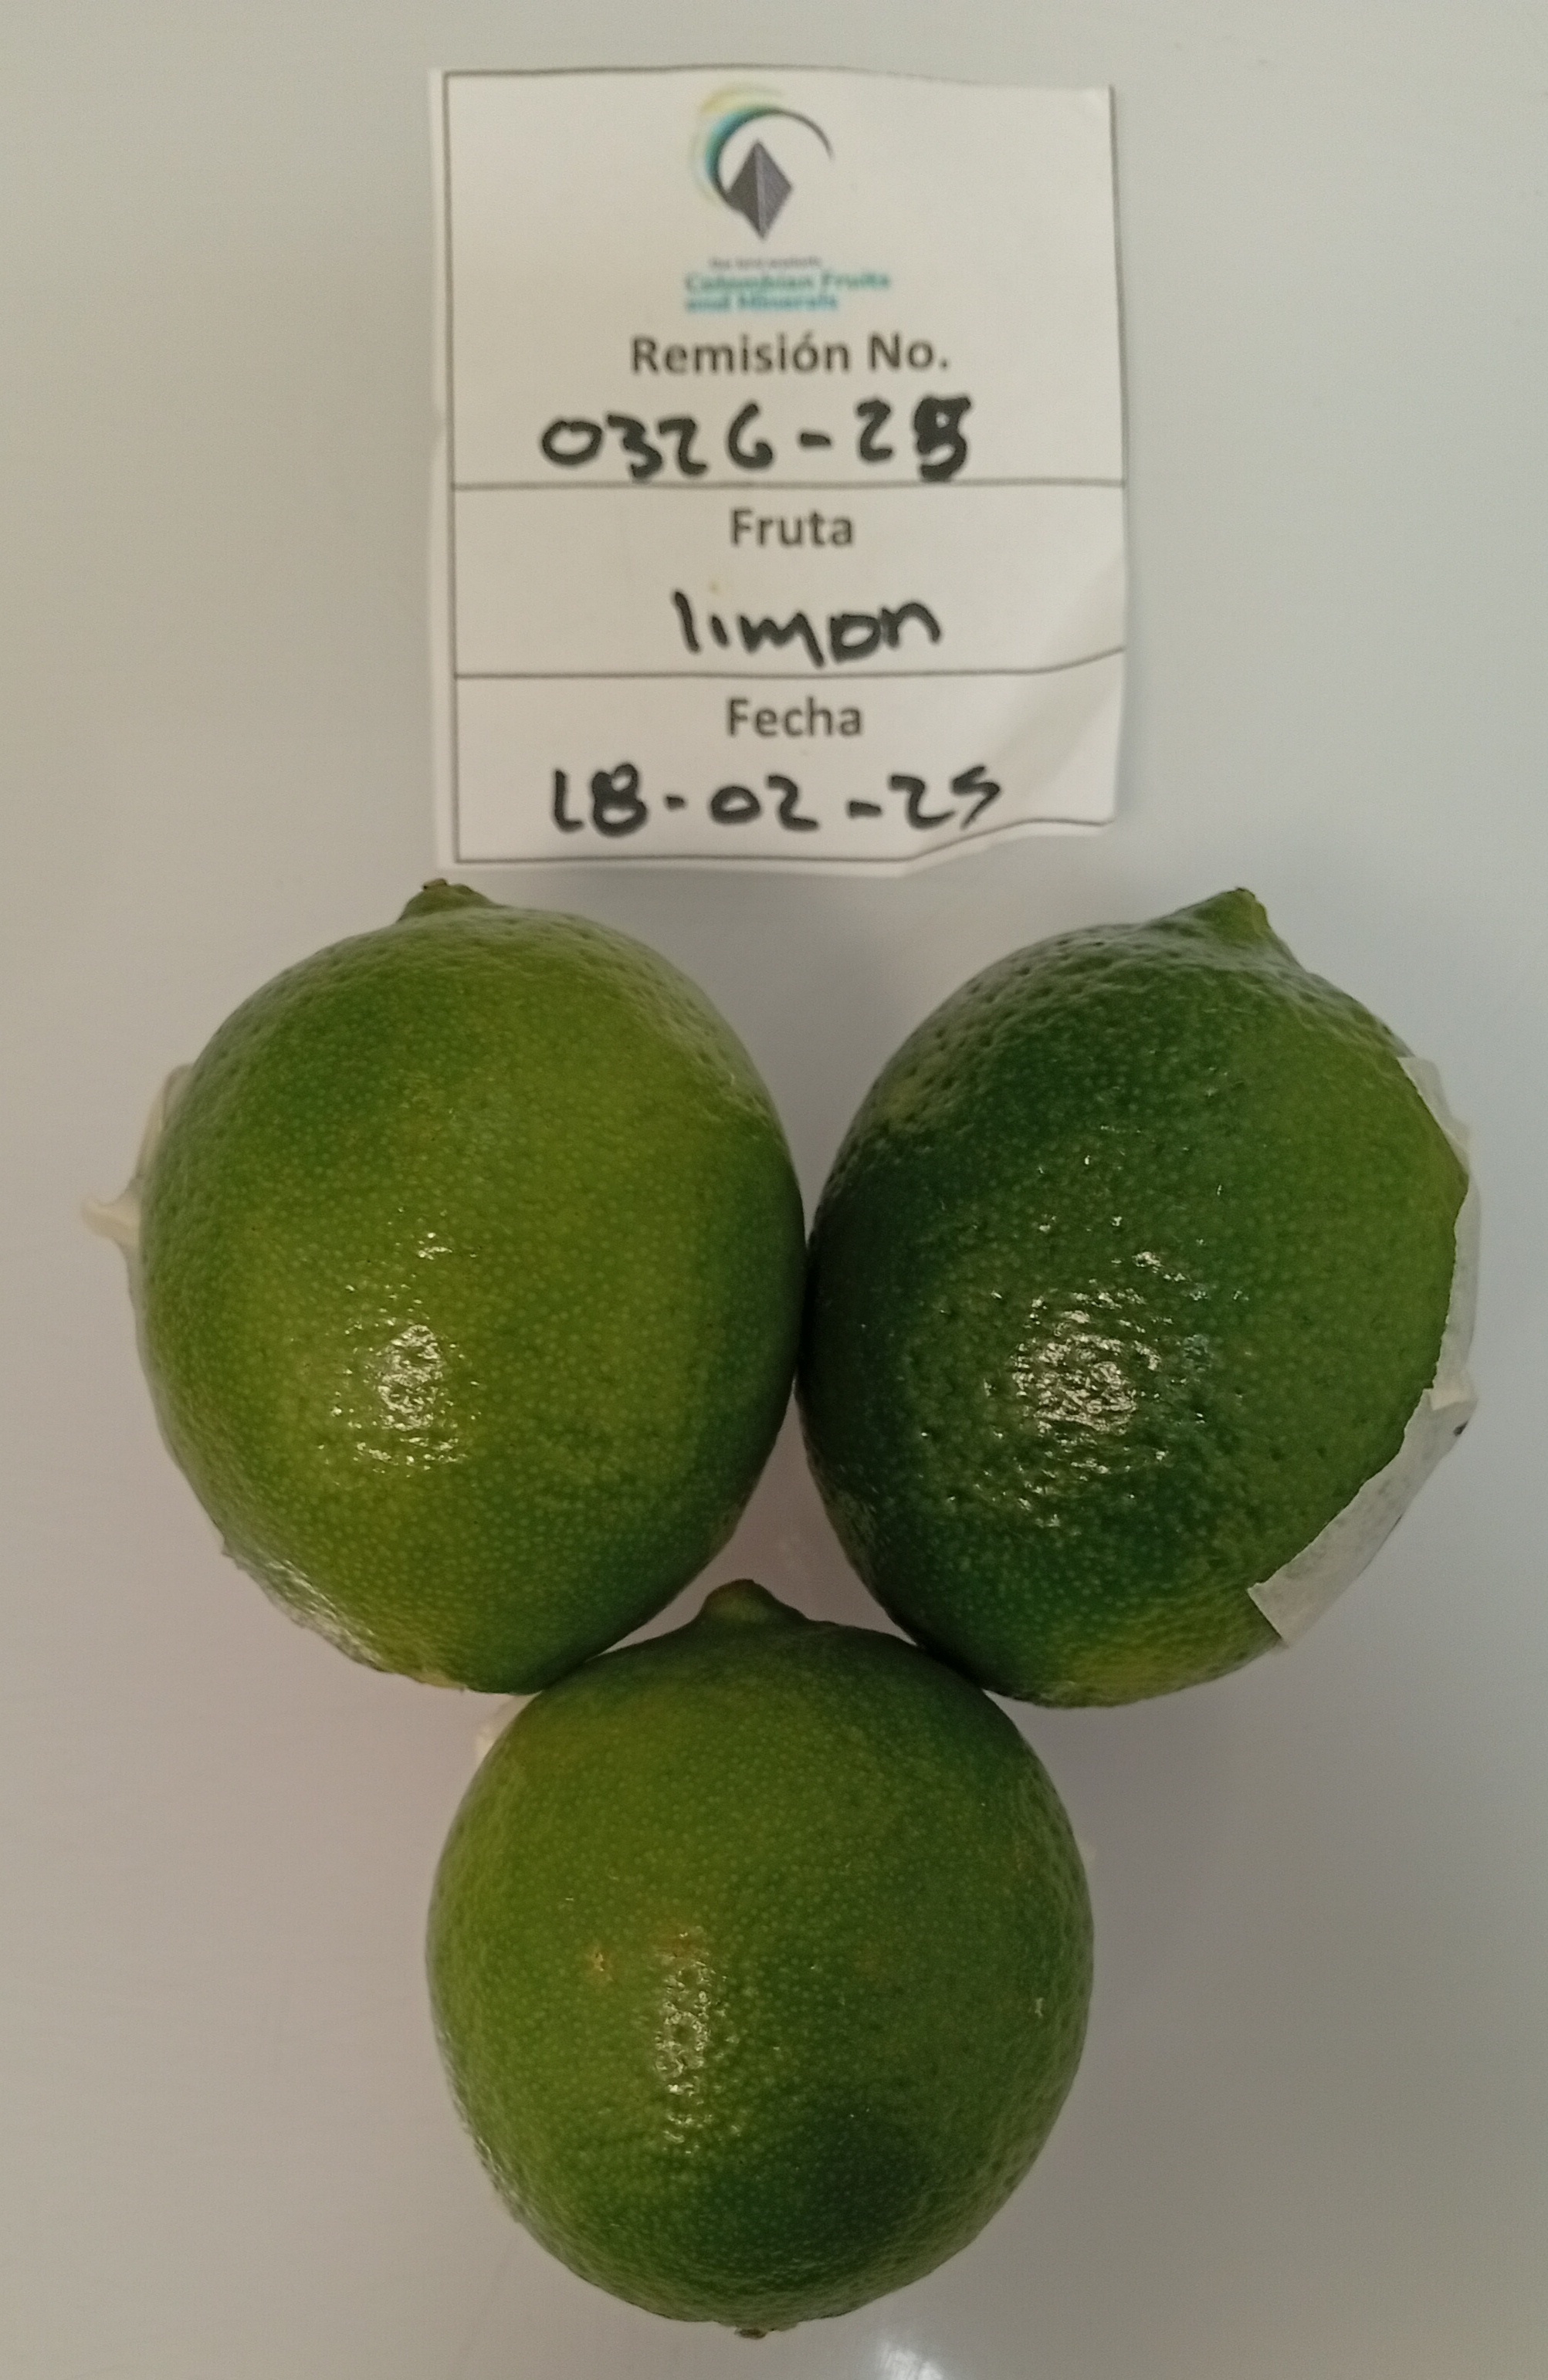 Colombian Fruits
and Minerals
Remisión No.
0326-25
Fruta
limon
Fecha
18-02-25